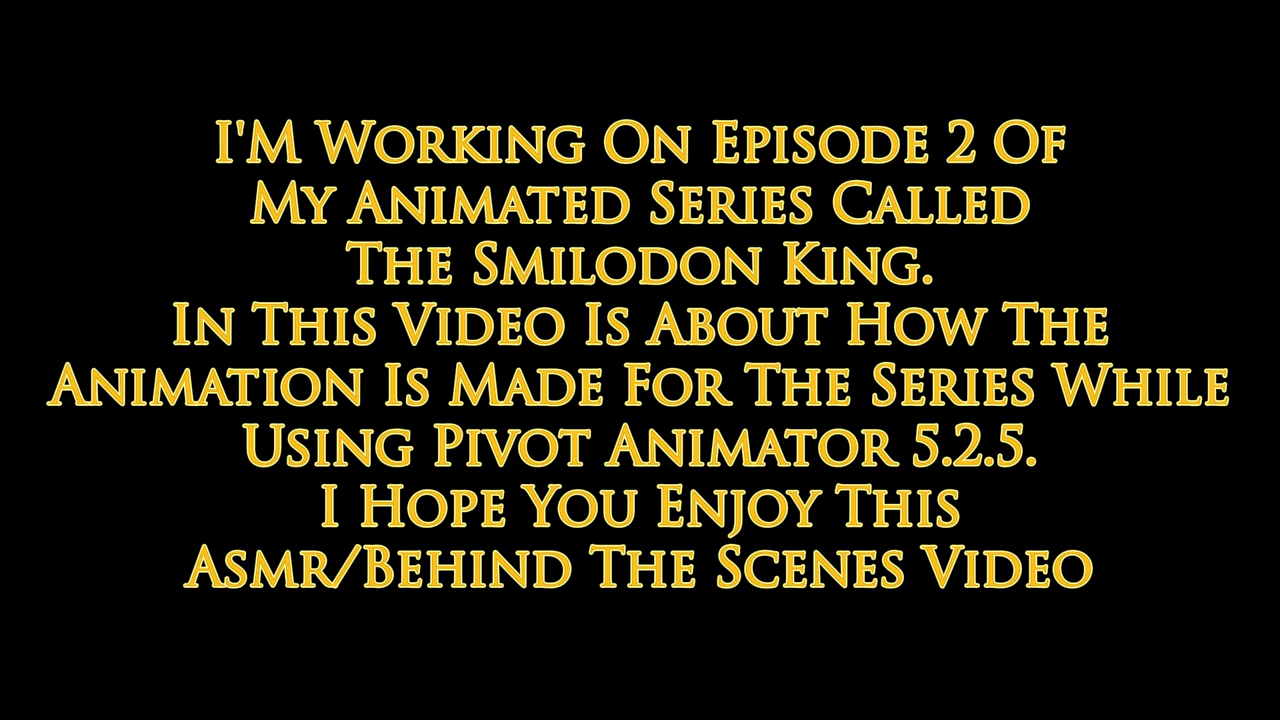 I'M Working On Episode 2 Of
My Animated Series Called
The Smilodon King.
In This Video Is About How The
Animation Is Made For The Series While
Using Pivot Animator 5.2.5.
I Hope You Enjoy This
Asmr/Behind The Scenes Video